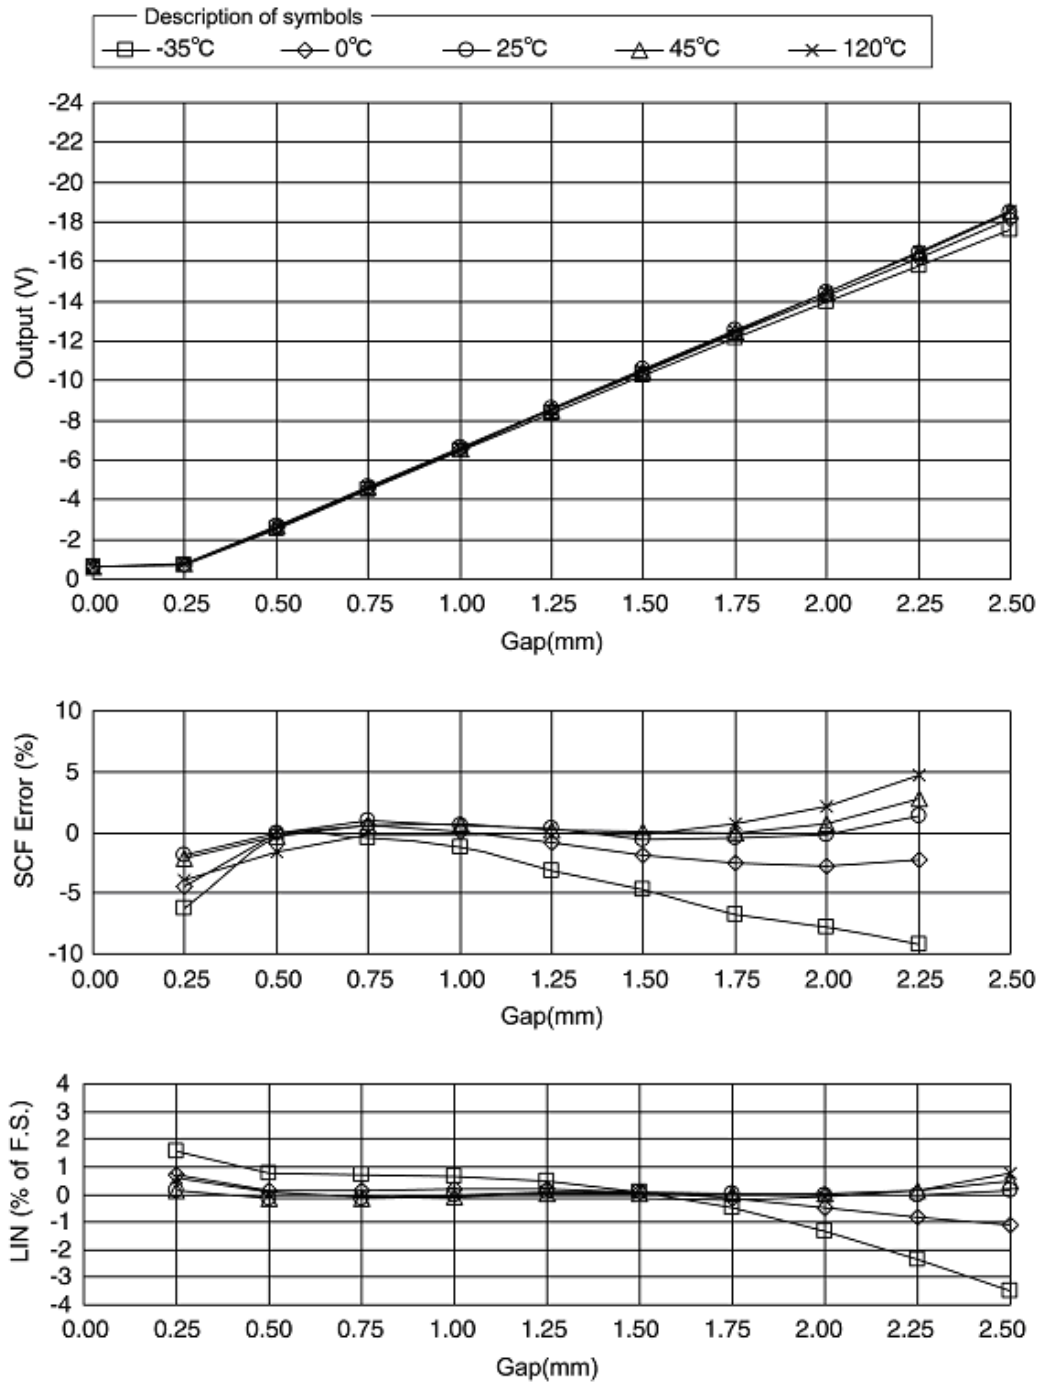 Description of symbols
-35℃ 0℃ 25℃ 45℃ 120℃
-24
-22
-20
-18
-16
-14
-12
-10
-8
-6
-4
-2
0
Output (V)
0.00 0.25 0.50 0.75 1.00 1.25 1.50 1.75 2.00 2.25 2.50
Gap(mm)
10
5
0
-5
-10
SCF Error (%)
0.00 0.25 0.50 0.75 1.00 1.25 1.50 1.75 2.00 2.25 2.50
Gap(mm)
4
3
2
1
0
-1
-2
-3
-4
LIN (% of F.S.)
0.00 0.25 0.50 0.75 1.00 1.25 1.50 1.75 2.00 2.25 2.50
Gap(mm)